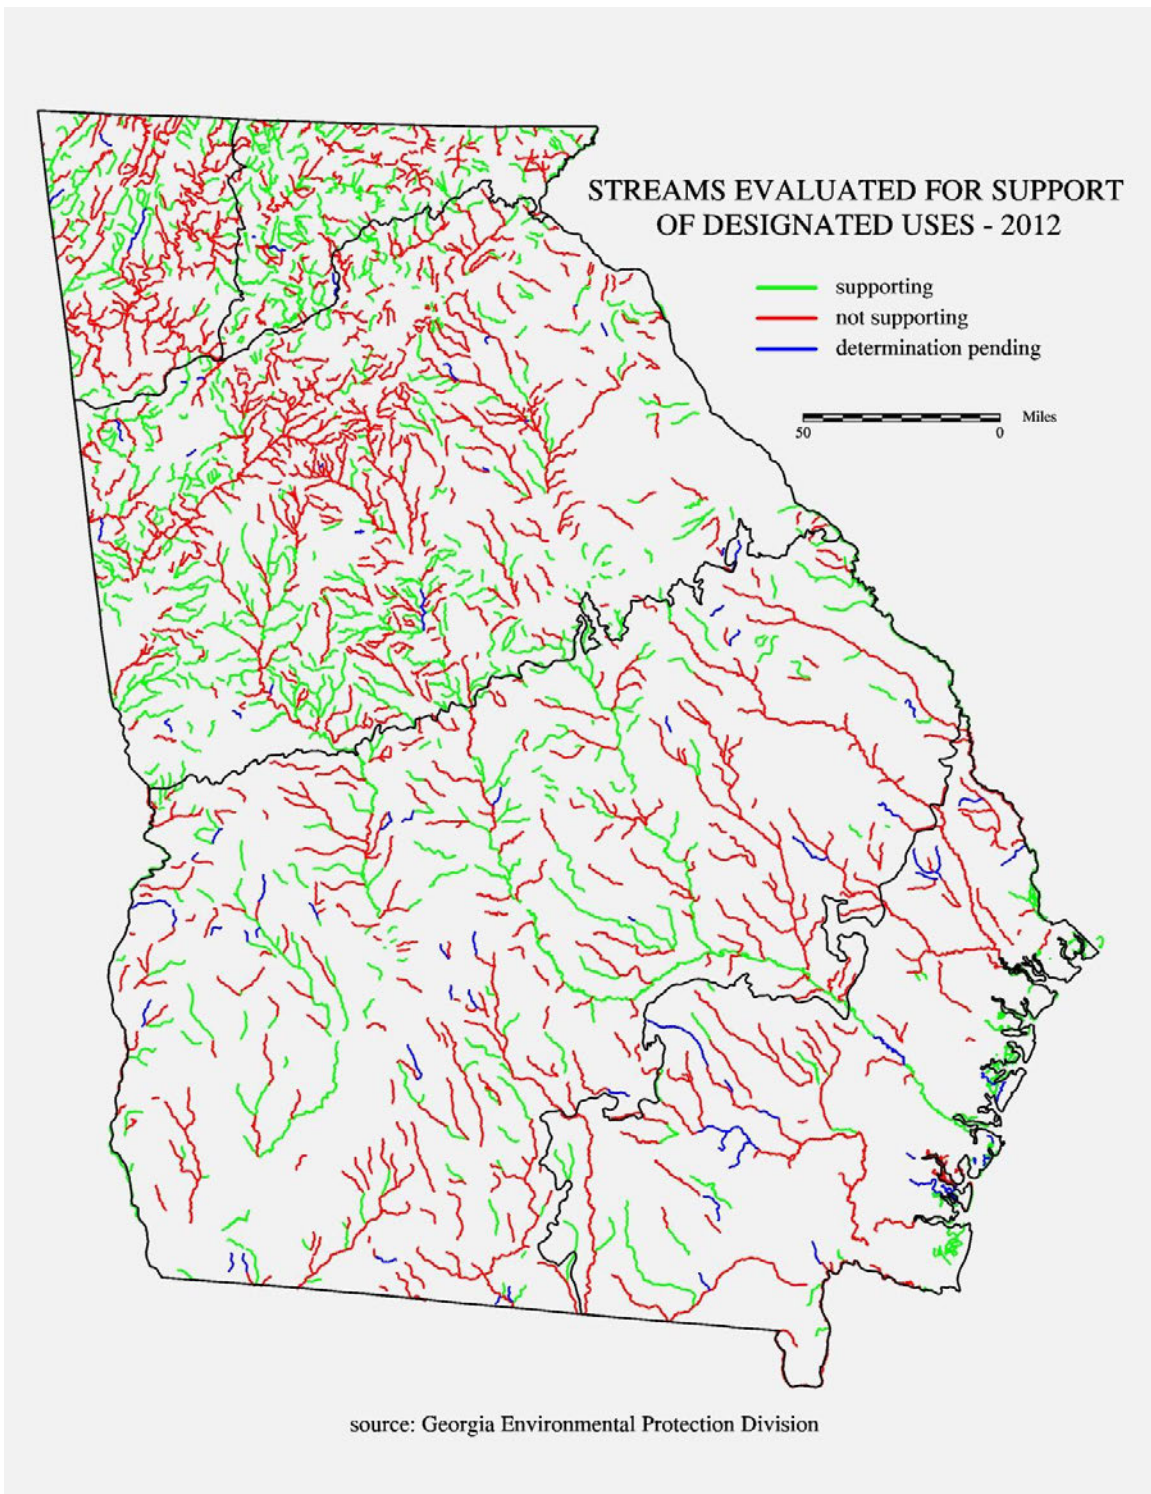 STREAMS EVALUATED FOR SUPPORT
OF DESIGNATED USES - 2012
supporting
not supporting
determination pending
Miles
50 0
source: Georgia Environmental Protection Division